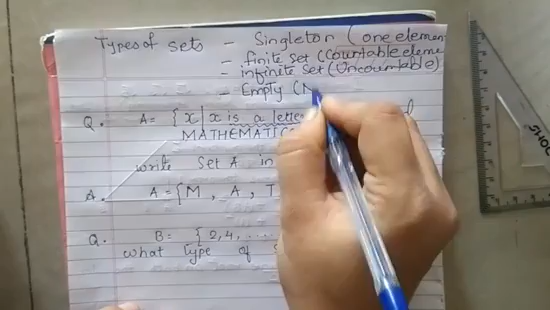 Types of sets - Singleton (one elemen
- finite Set (Countable eleme
- infinite Set (Uncountable)
- Empty (N
Q. A = { x | x is a lette
MATHEMATIC
write Set A in
A. A = { M , A , T
Q. B = { 2, 4, .....
what type of